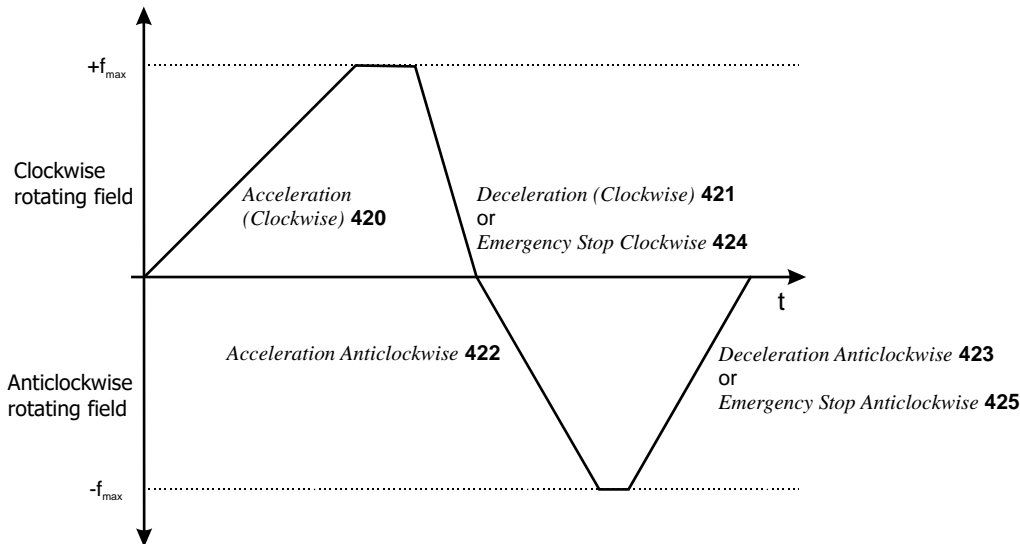 +fmax
Clockwise
rotating field
Acceleration
(Clockwise) 420
Deceleration (Clockwise) 421
or
Emergency Stop Clockwise 424
t
Acceleration Anticlockwise 422
Deceleration Anticlockwise 423
or
Emergency Stop Anticlockwise 425
Anticlockwise
rotating field
-fmax